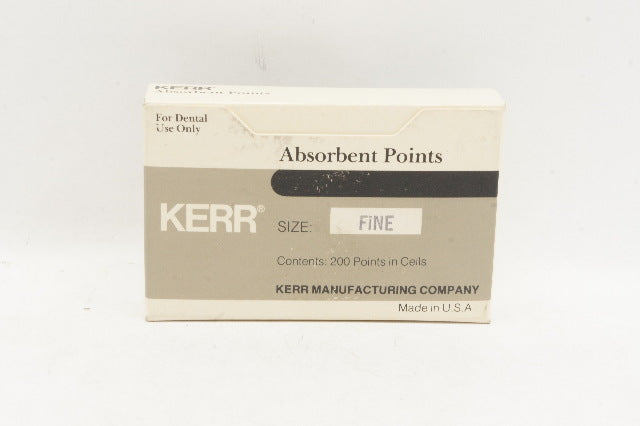 KERR
Absorbent Points
For Dental
Use Only
Absorbent Points
KERR®
SIZE: FiNE
Contents: 200 Points in Cells
KERR MANUFACTURING COMPANY
Made in U.S.A